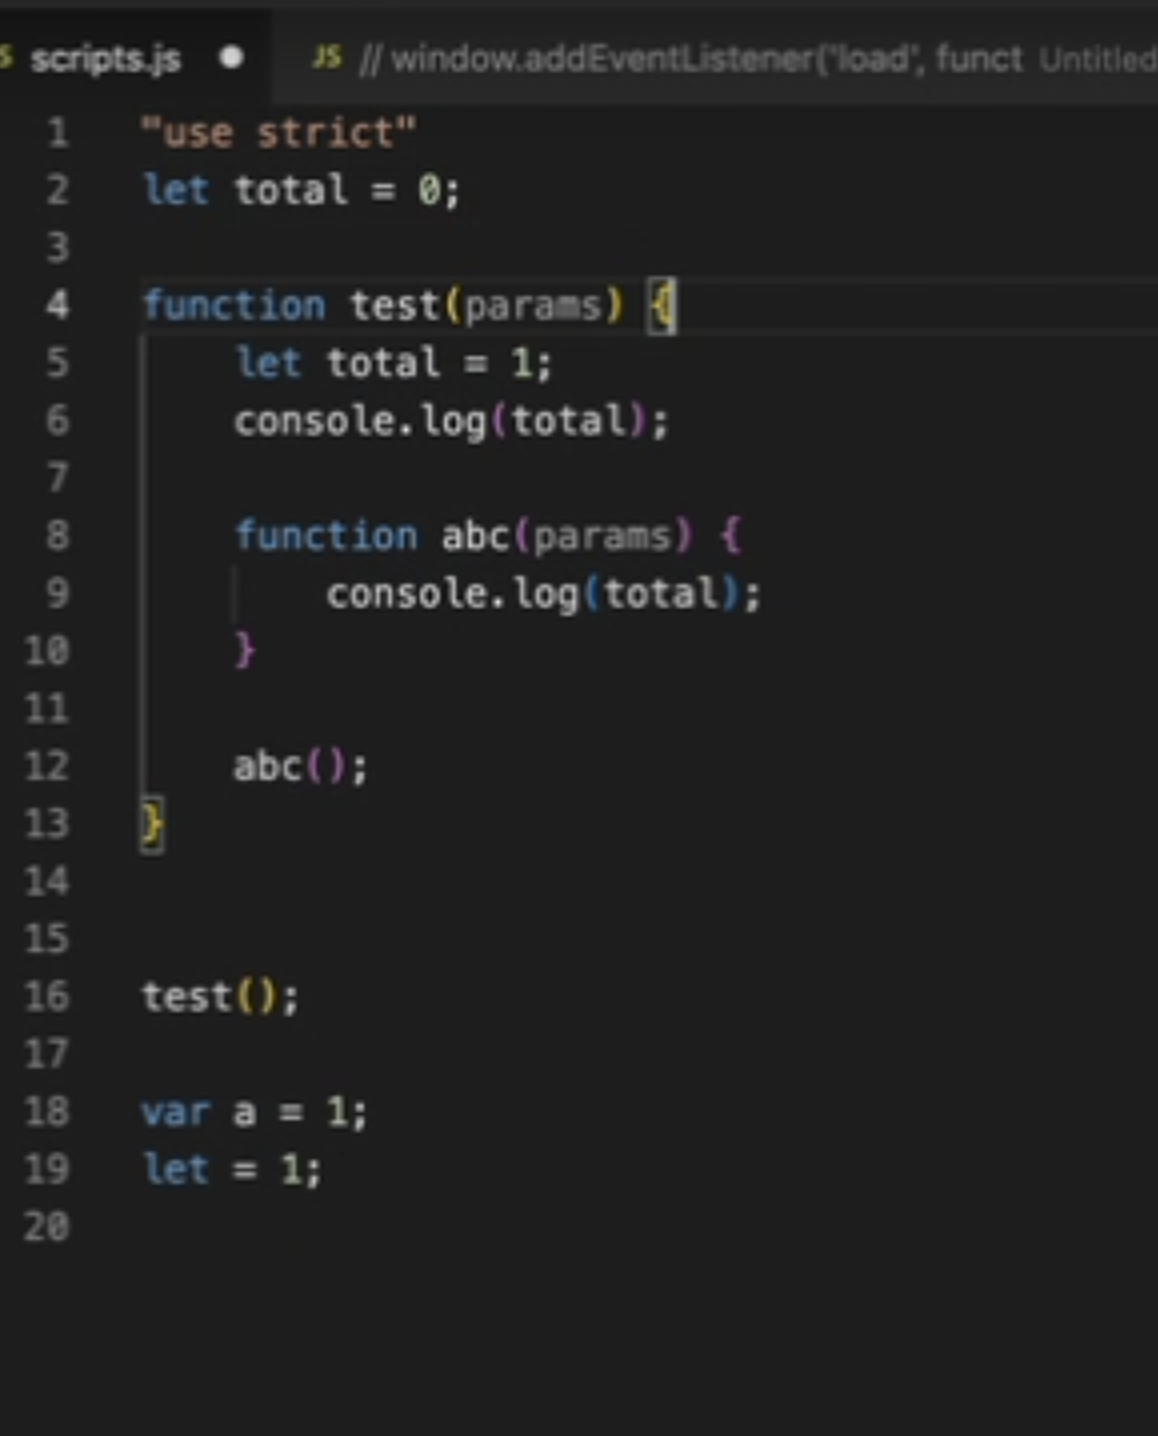 scripts.js JS // window.addEventListener('load', funct Untitled
1 "use strict"
2 let total = 0;
3
4 function test(params) {
5     let total = 1;
6     console.log(total);
7
8     function abc(params) {
9         console.log(total);
10     }
11
12     abc();
13 }
14
15
16 test();
17
18 var a = 1;
19 let = 1;
20